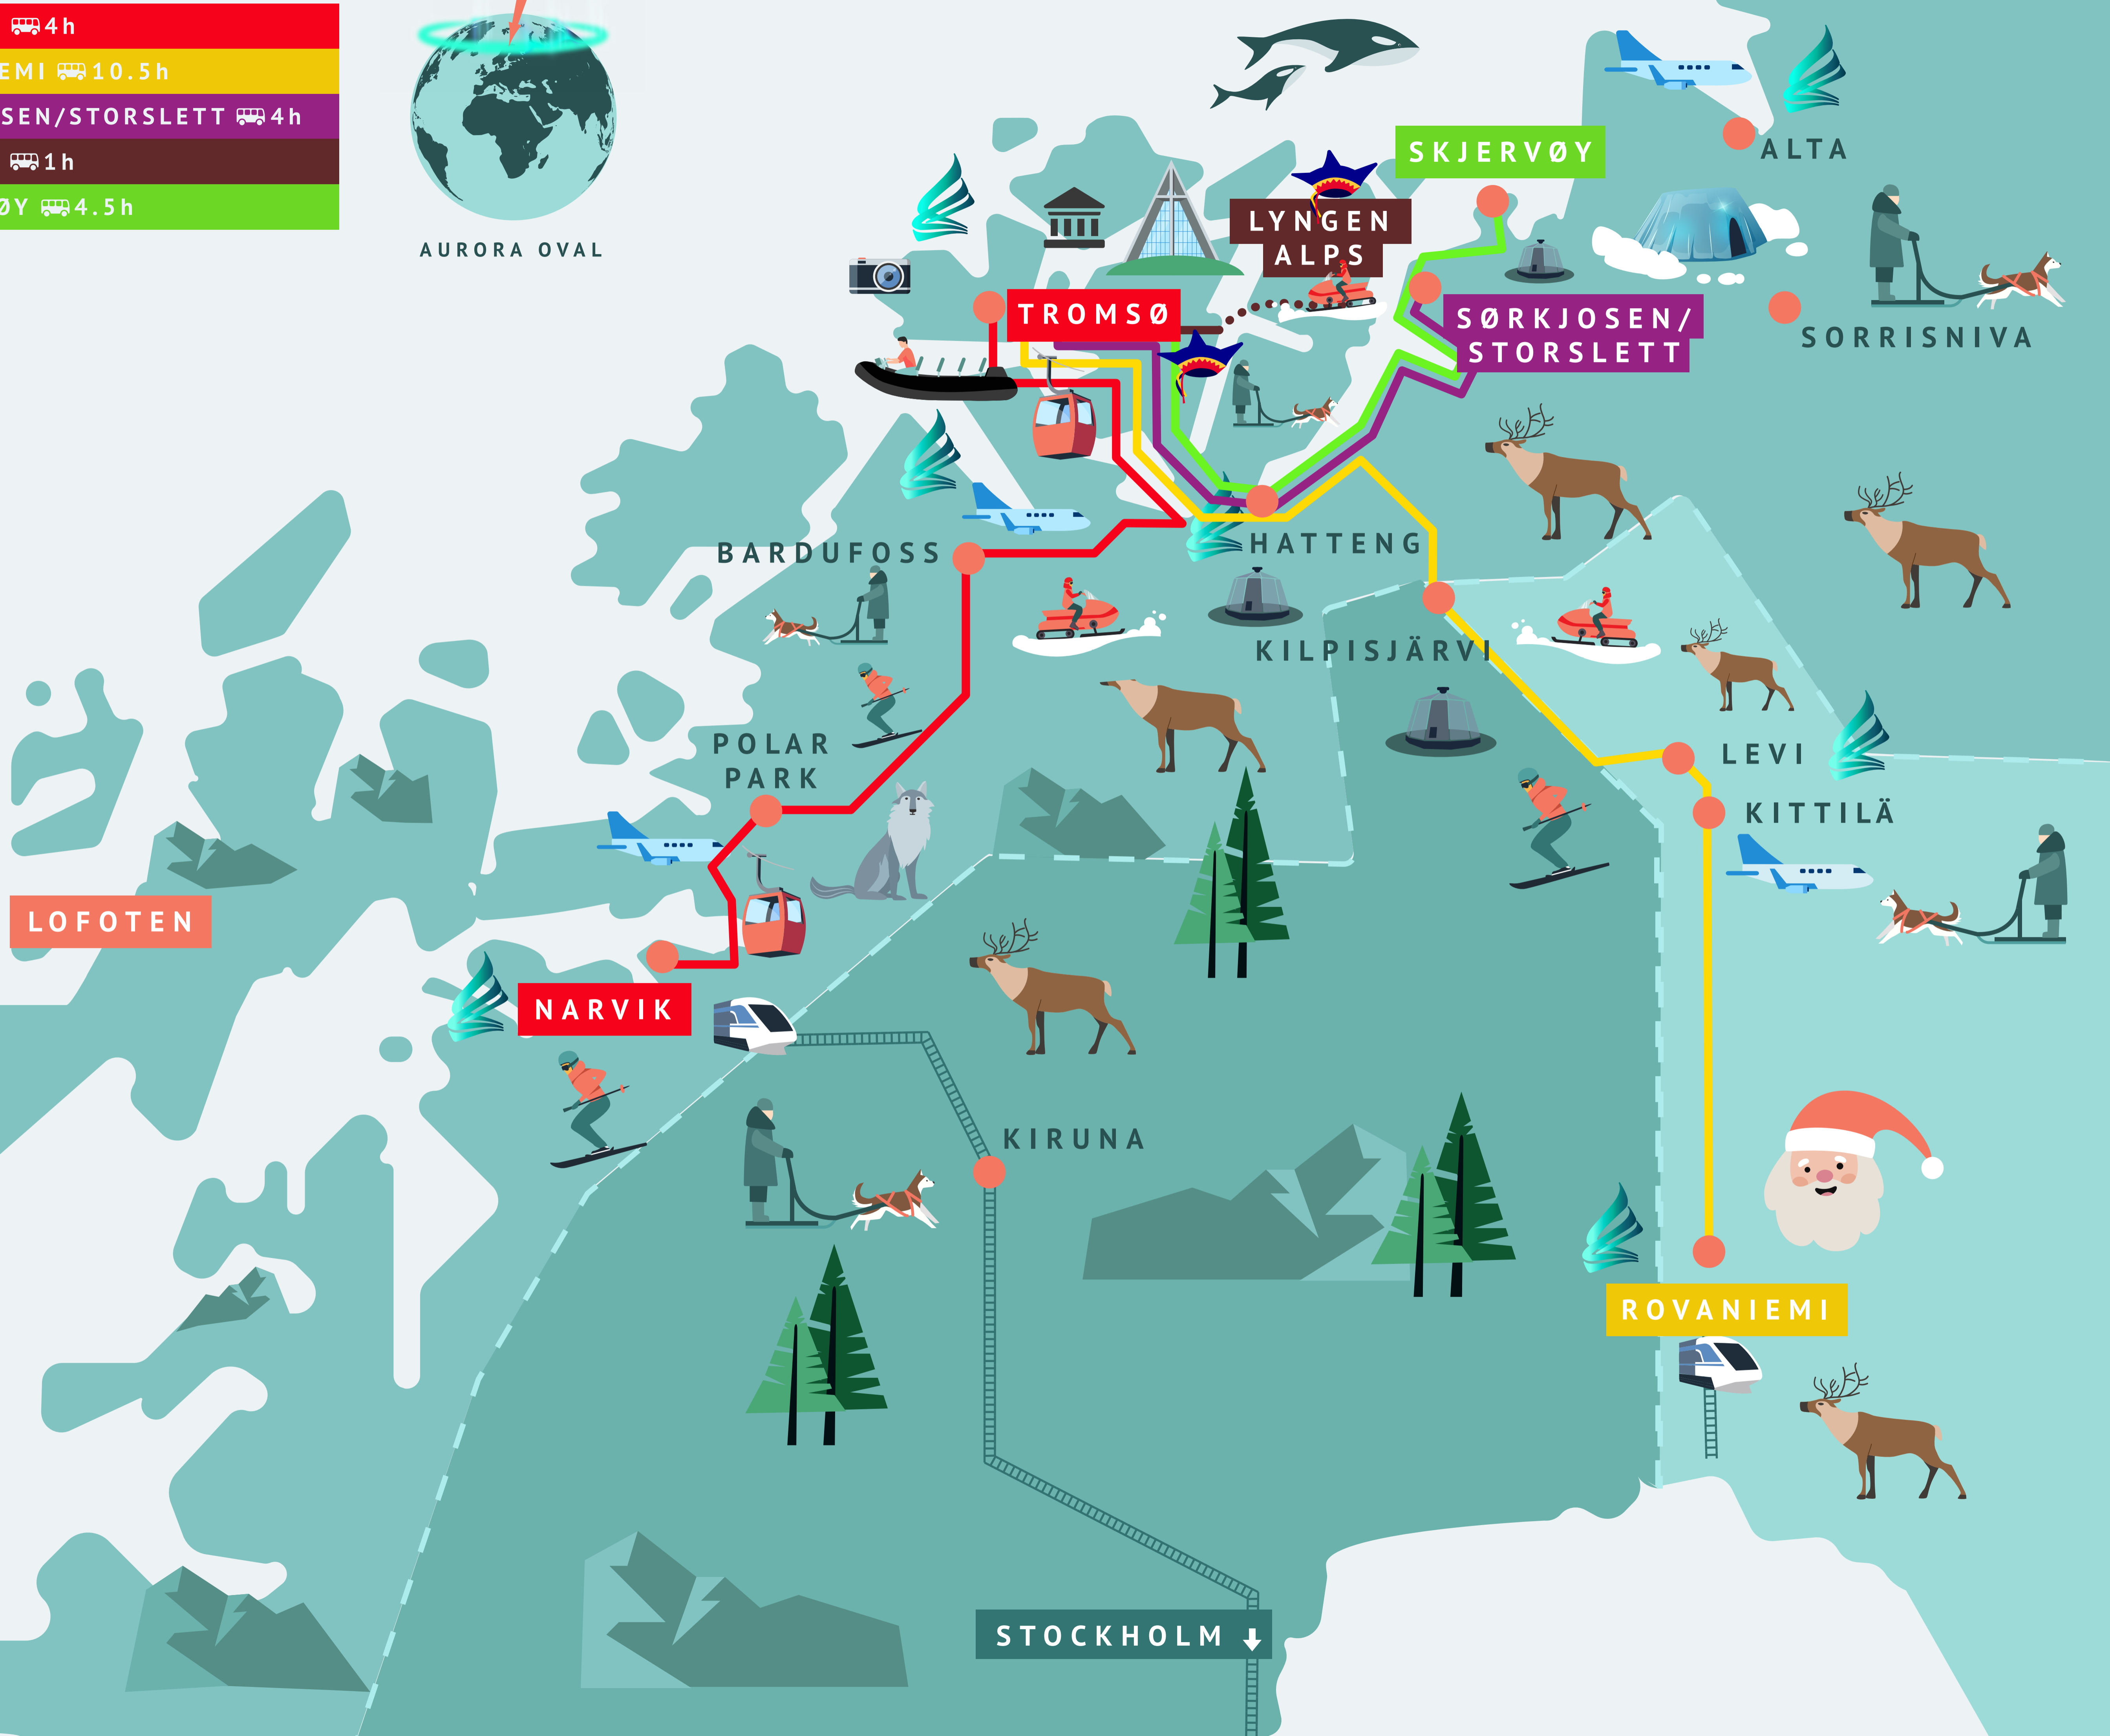 4h
EMI 10.5h
SEN/STORSLETT 4h
1h
ØY 4.5h
AURORA OVAL
SKJERVØY
ALTA
LYNGEN
ALPS
TROMSØ
SØRKJOSEN/
STORSLETT
SORRISNIVA
BARDUFOSS
HATTENG
KILPISJÄRVI
POLAR
PARK
LEVI
KITTILÄ
LOFOTEN
NARVIK
KIRUNA
ROVANIEMI
STOCKHOLM